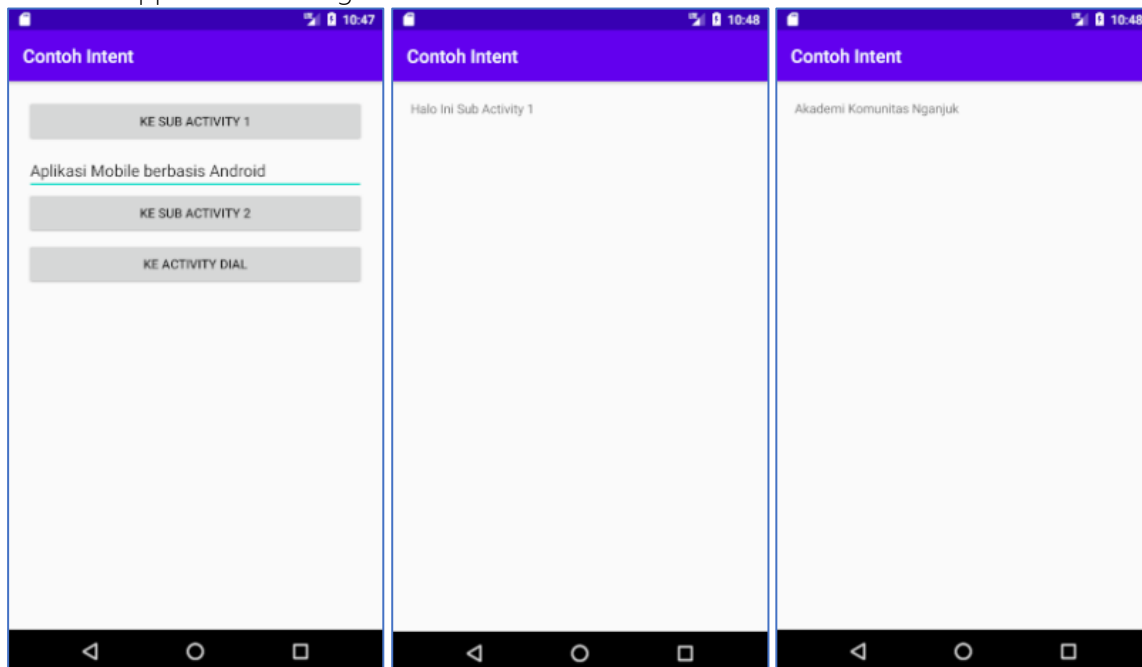 10:47
Contoh Intent
KE SUB ACTIVITY 1
Aplikasi Mobile berbasis Android
KE SUB ACTIVITY 2
KE ACTIVITY DIAL
10:48
Contoh Intent
Halo Ini Sub Activity 1
10:48
Contoh Intent
Akademi Komunitas Nganjuk